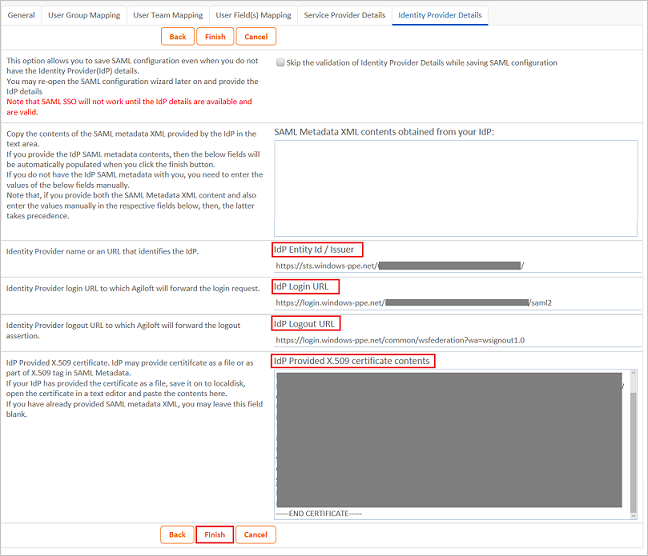 General User Group Mapping User Team Mapping User Field(s) Mapping Service Provider Details Identity Provider Details
Back Finish Cancel
This option allows you to save SAML configuration even when you do not
have the Identity Provider(IdP) details.
You may re-open the SAML configuration wizard later on and provide the
IdP details
Note that SAML SSO will not work until the IdP details are available and
are valid.
Skip the validation of Identity Provider Details while saving SAML configuration
Copy the contents of the SAML metadata XML provided by the IdP in the
text area.
If you provide the IdP SAML metadata contents, then the below fields will
be automatically populated when you click the finish button.
If you do not have the IdP SAML metadata with you, you need to enter the
values of the below fields manually.
Note that, if you provide both the SAML Metadata XML content and also
enter the values manually in the respective fields below, then, the latter
takes precedence.
SAML Metadata XML contents obtained from your IdP:
Identity Provider name or an URL that identifies the IdP.
IdP Entity Id / Issuer
https://sts.windows-ppe.net/ /
Identity Provider login URL to which Agiloft will forward the login request.
IdP Login URL
https://login.windows-ppe.net/ /saml2
Identity Provider logout URL to which Agiloft will forward the logout
assertion.
IdP Logout URL
https://login.windows-ppe.net/common/wsfederation?wa=wsignout1.0
IdP Provided X.509 certificate. IdP may provide certitifcate as a file or as
part of X.509 tag in SAML Metadata.
If your IdP has provided the certificate as a file, save it on to localdisk,
open the certificate in a text editor and paste the contents here.
If you have already provided SAML metadata XML, you may leave this field
blank.
IdP Provided X.509 certificate contents
/
-----END CERTIFICATE-----
Back Finish Cancel